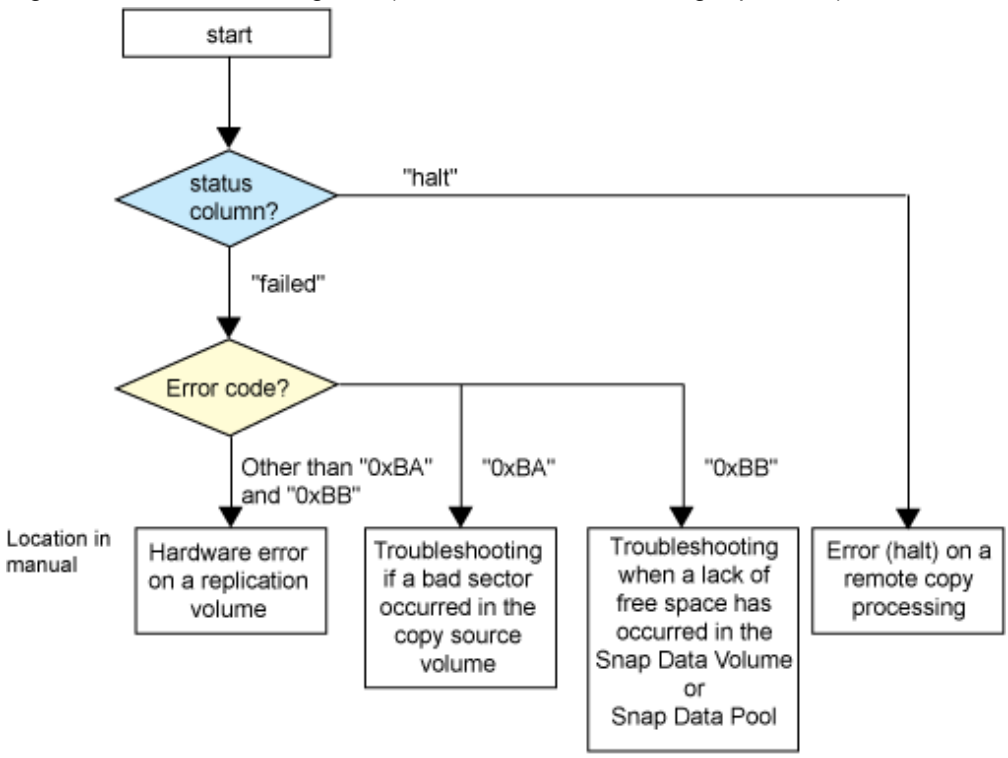 start
status
column?
"halt"
"failed"
Error code?
Other than "0xBA"
and "0xBB"
"0xBA"
"0xBB"
Location in
manual
Hardware error
on a replication
volume
Troubleshooting
if a bad sector
occurred in the
copy source
volume
Troubleshooting
when a lack of
free space has
occurred in the
Snap Data Volume
or
Snap Data Pool
Error (halt) on a
remote copy
processing